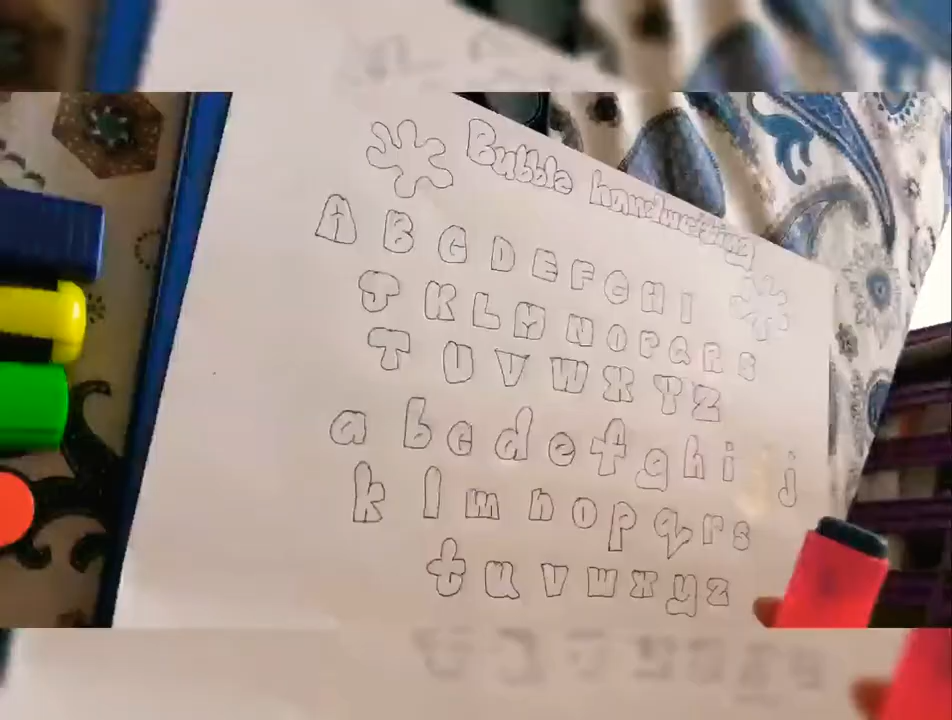 Bubble handwriting
A B C D E F G H I
J K L M N O P Q R S
T U V W X Y Z
a b c d e f g h i j
k l m n o p q r s
t u v w x y z